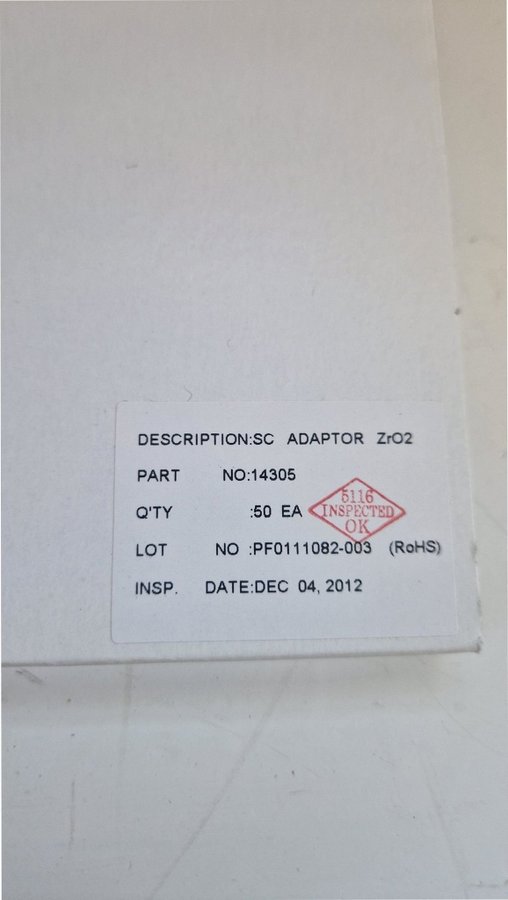 DESCRIPTION:SC ADAPTOR ZrO2
PART NO:14305
Q'TY :50 EA
5116
INSPECTED
OK
LOT NO :PF0111082-003 (RoHS)
INSP. DATE:DEC 04, 2012